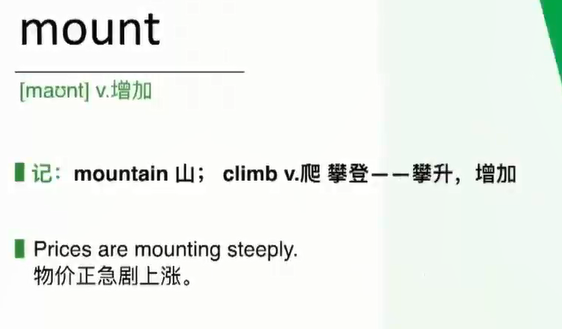 mount
[maʊnt] v.增加
记：mountain 山； climb v.爬 攀登——攀升，增加
Prices are mounting steeply.
物价正急剧上涨。